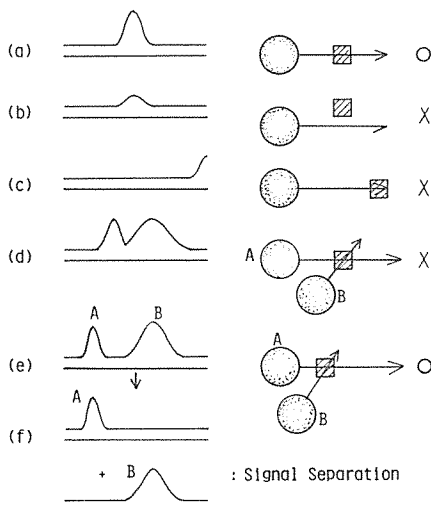 (a) O
(b) X
(c)
(d) A B X
A B A
(e) B O
A
(f)
+ B : Signal Separation